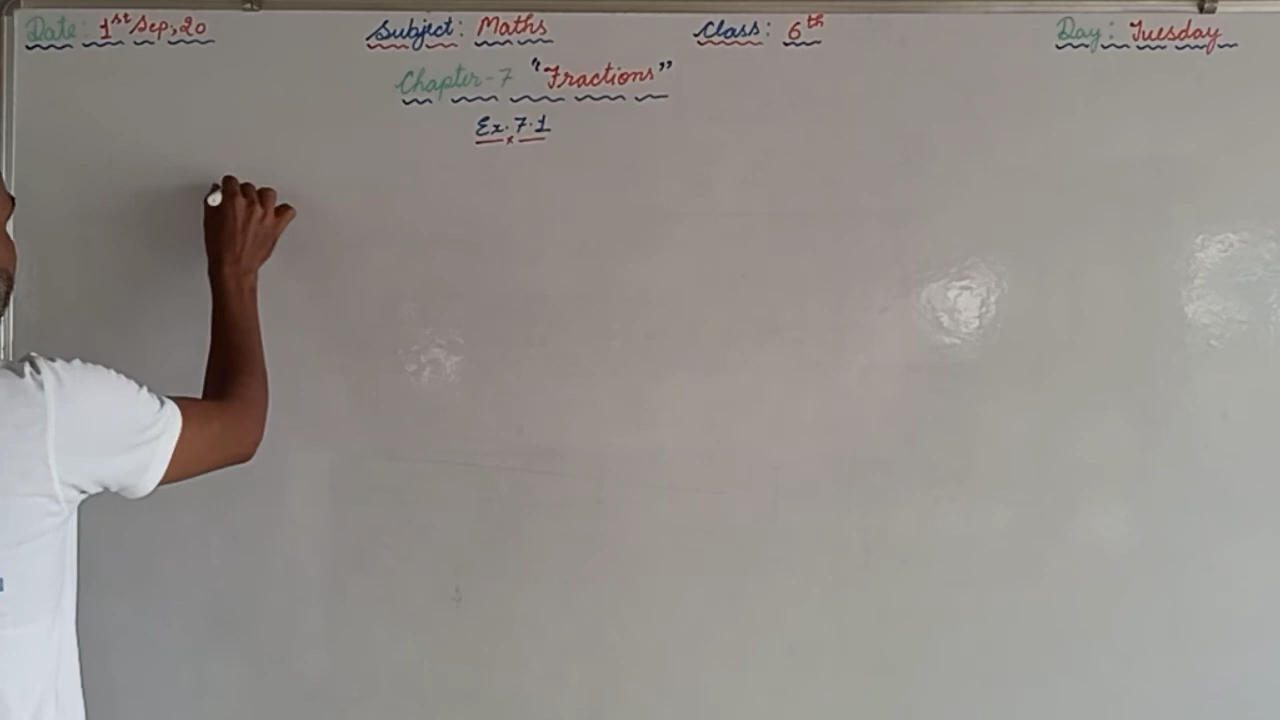 Date: 1st Sep,20 Subject: Maths Class: 6th Day: Tuesday
Chapter-7 "Fractions"
Ex. 7.1